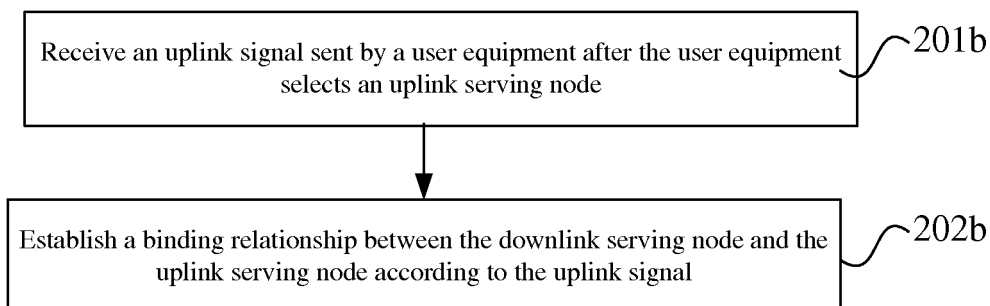 Receive an uplink signal sent by a user equipment after the user equipment
selects an uplink serving node
201b
Establish a binding relationship between the downlink serving node and the
uplink serving node according to the uplink signal
202b